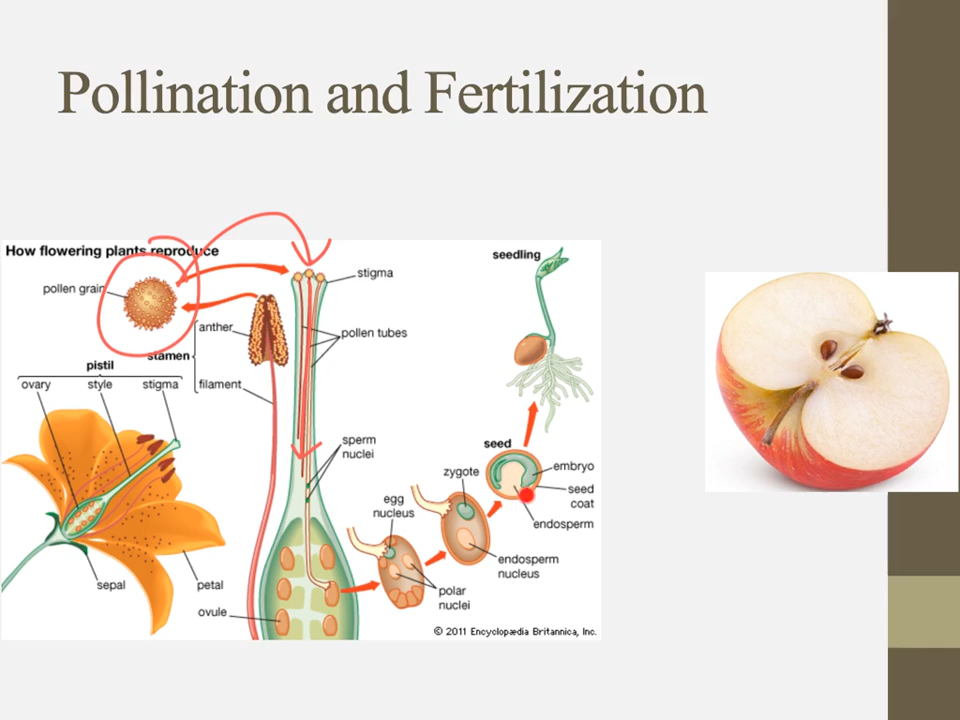 Pollination and Fertilization
How flowering plants reproduce
pollen grain
stigma
anther
stamen
filament
pollen tubes
pistil
ovary style stigma
sperm
nuclei
egg
nucleus
zygote
seedling
seed
embryo
seed
coat
endosperm
endosperm
nucleus
polar
nuclei
sepal
petal
ovule
© 2011 Encyclopædia Britannica, Inc.